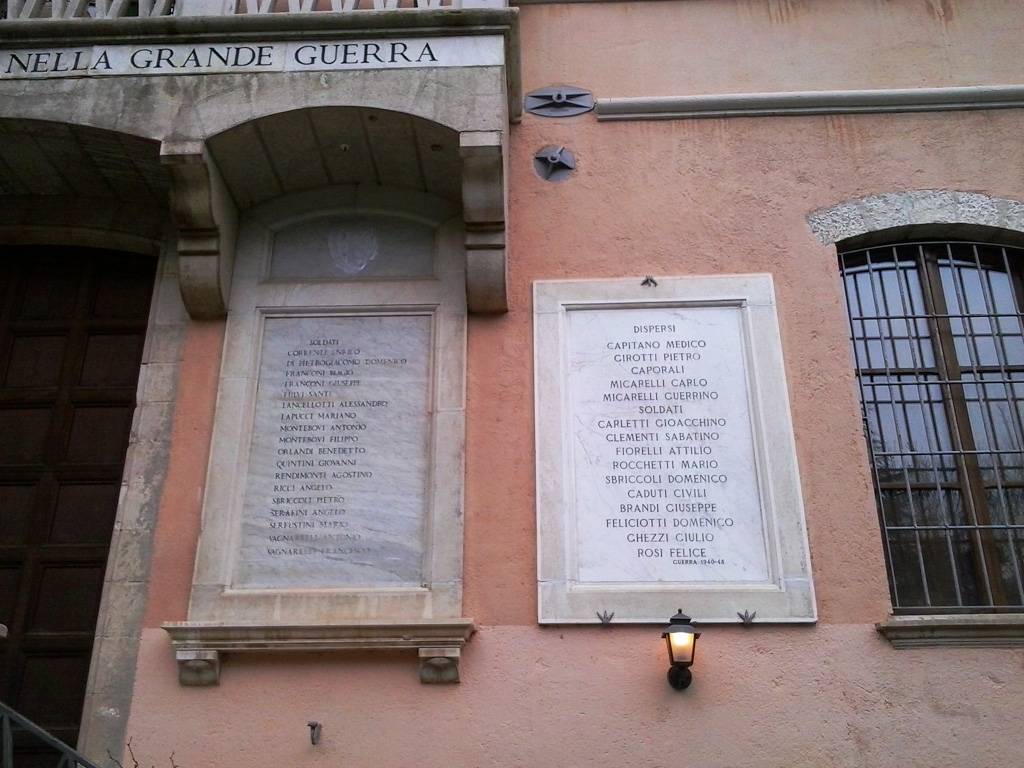 NELLA GRANDE GUERRA
SOLDATI
CORRENTI ENRICO
DI PIETROGIACOMO DOMENICO
FRANCONI BIAGIO
FRANCONI GIUSEPPE
FULVI SANTE
LANCELLOTTI ALESSANDRO
LAPUCCI MARIANO
MONTEBOVI ANTONIO
MONTEBOVI FILIPPO
ORLANDI BENEDETTO
QUINTINI GIOVANNI
RENDIMONTI AGOSTINO
RICCI ANGELO
SBRICCOLI PIETRO
SERAFINI ANGELO
SERFUSTINI MARIO
VAGNARELLI ANTONIO
VAGNARELLI FRANCESCO
DISPERSI
CAPITANO MEDICO
GIROTTI PIETRO
CAPORALI
MICARELLI CARLO
MICARELLI GUERRINO
SOLDATI
CARLETTI GIOACCHINO
CLEMENTI SABATINO
FIORELLI ATTILIO
ROCCHETTI MARIO
SBRICCOLI DOMENICO
CADUTI CIVILI
BRANDI GIUSEPPE
FELICIOTTI DOMENICO
GHEZZI GIULIO
ROSI FELICE
GUERRA 1940-45